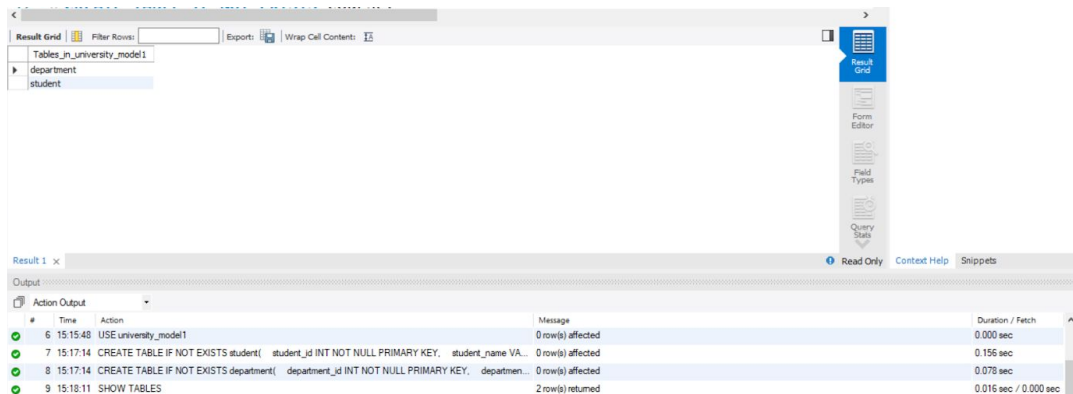 Result Grid Filter Rows: Export: Wrap Cell Content:
Tables_in_university_model1
department
student
Result
Grid
Form
Editor
Field
Types
Query
Stats
Result 1 × Read Only Context Help Snippets
Output
Action Output
# Time Action Message Duration / Fetch
6 15:15:48 USE university_model1 0 row(s) affected 0.000 sec
7 15:17:14 CREATE TABLE IF NOT EXISTS student( student_id INT NOT NULL PRIMARY KEY, student_name VA... 0 row(s) affected 0.156 sec
8 15:17:14 CREATE TABLE IF NOT EXISTS department( department_id INT NOT NULL PRIMARY KEY, departmen... 0 row(s) affected 0.078 sec
9 15:18:11 SHOW TABLES 2 row(s) returned 0.016 sec / 0.000 sec